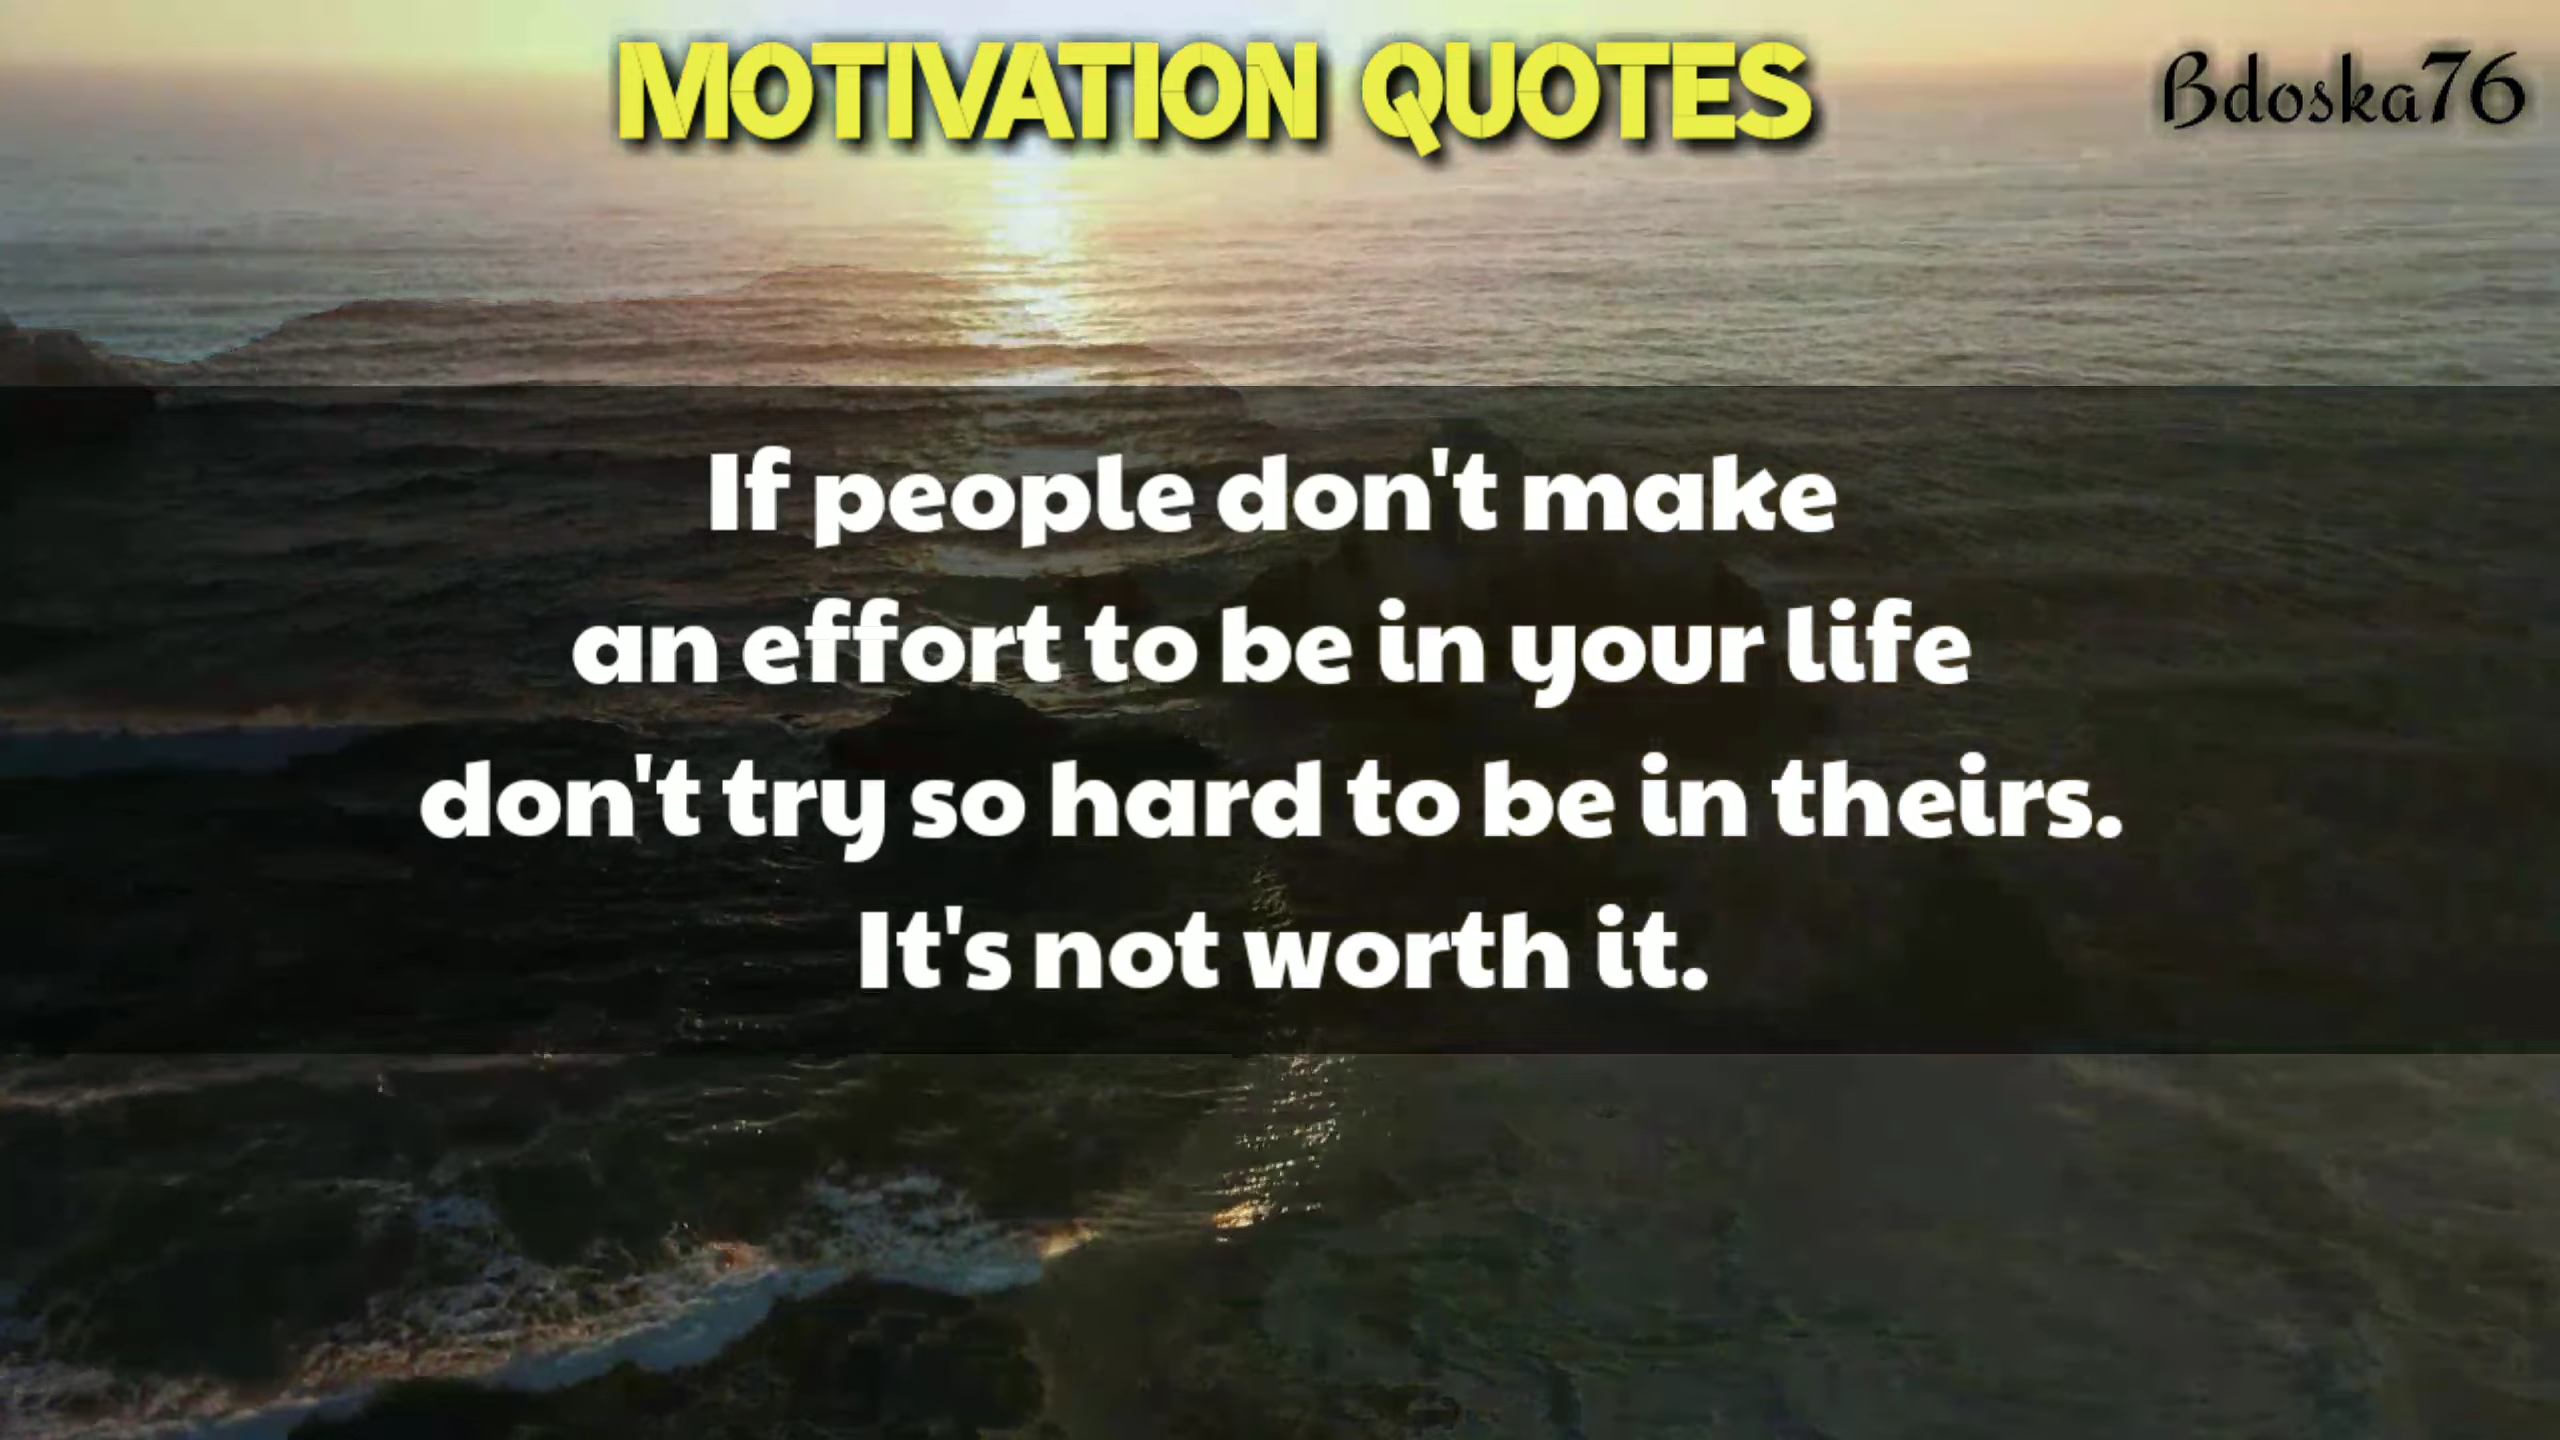 MOTIVATION QUOTES
Bdoska76
If people don't make
an effort to be in your life
don't try so hard to be in theirs.
It's not worth it.